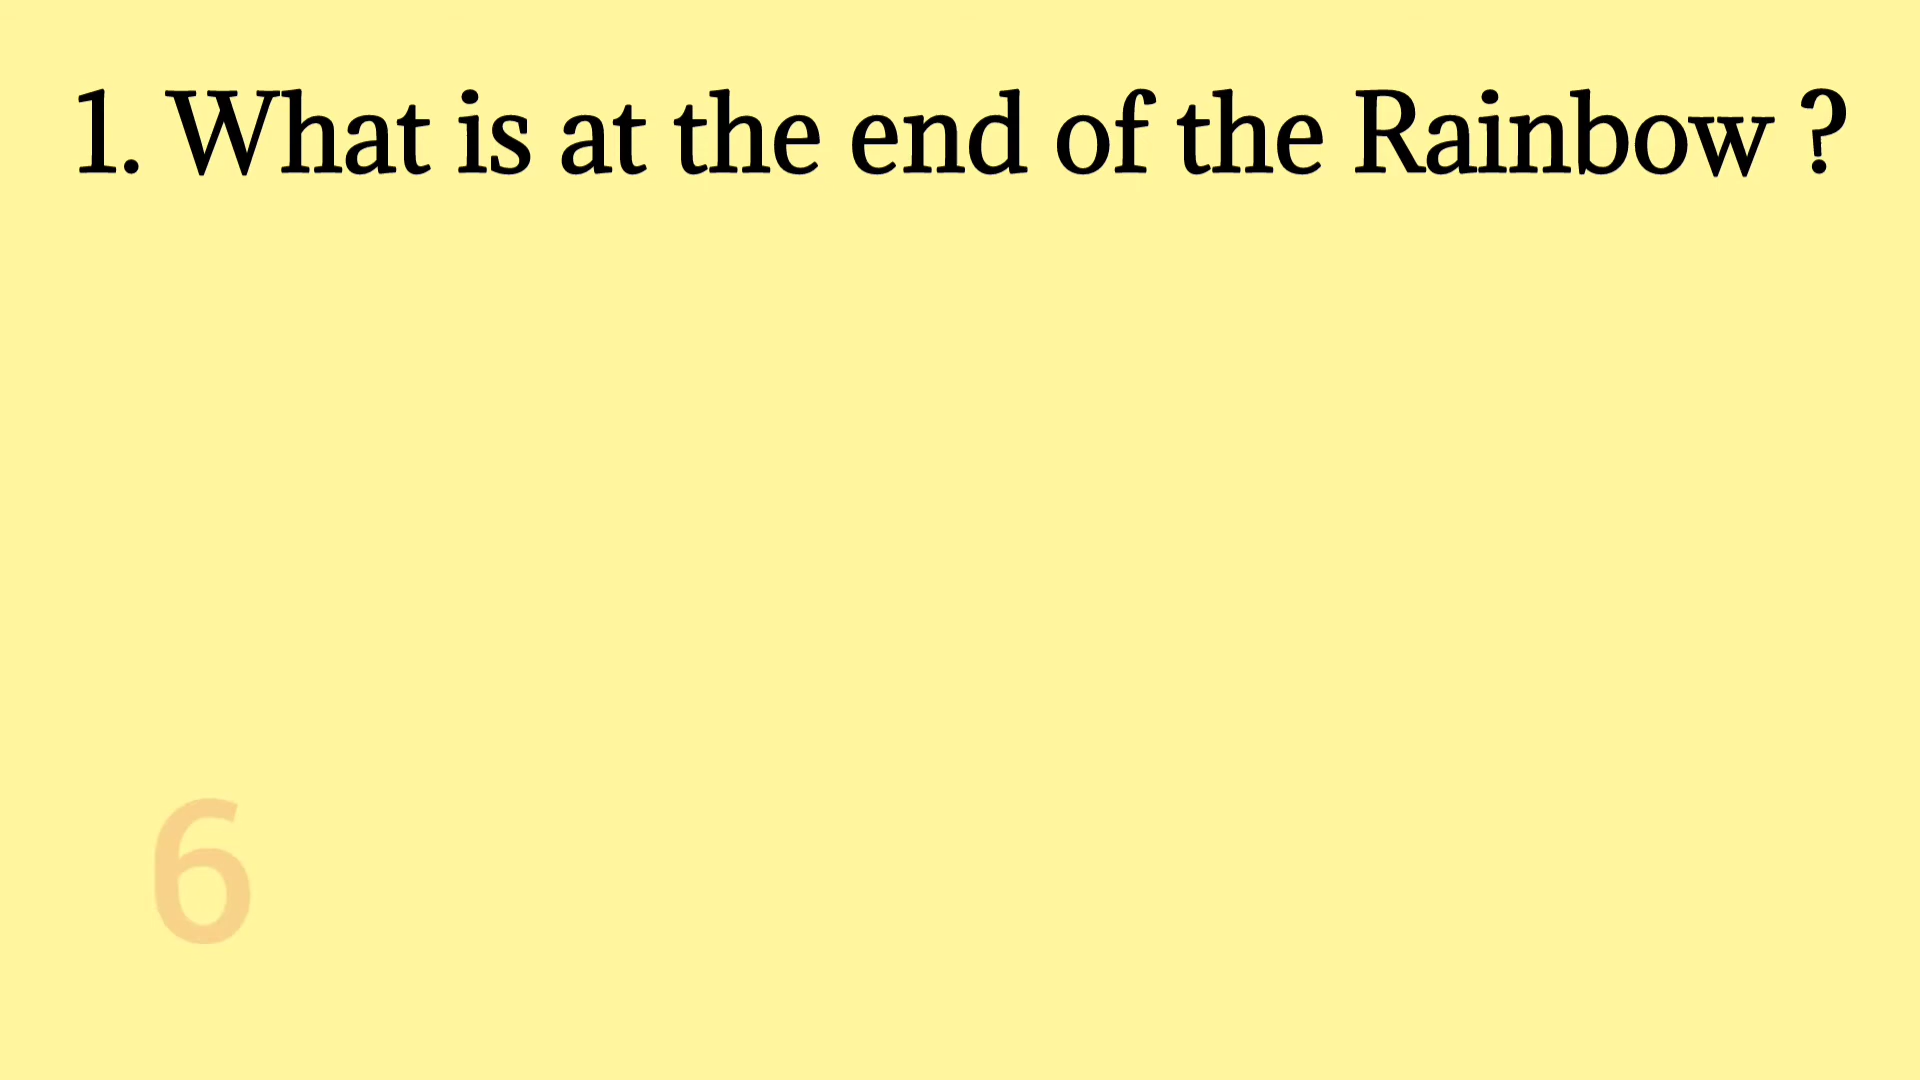 1. What is at the end of the Rainbow ?
6